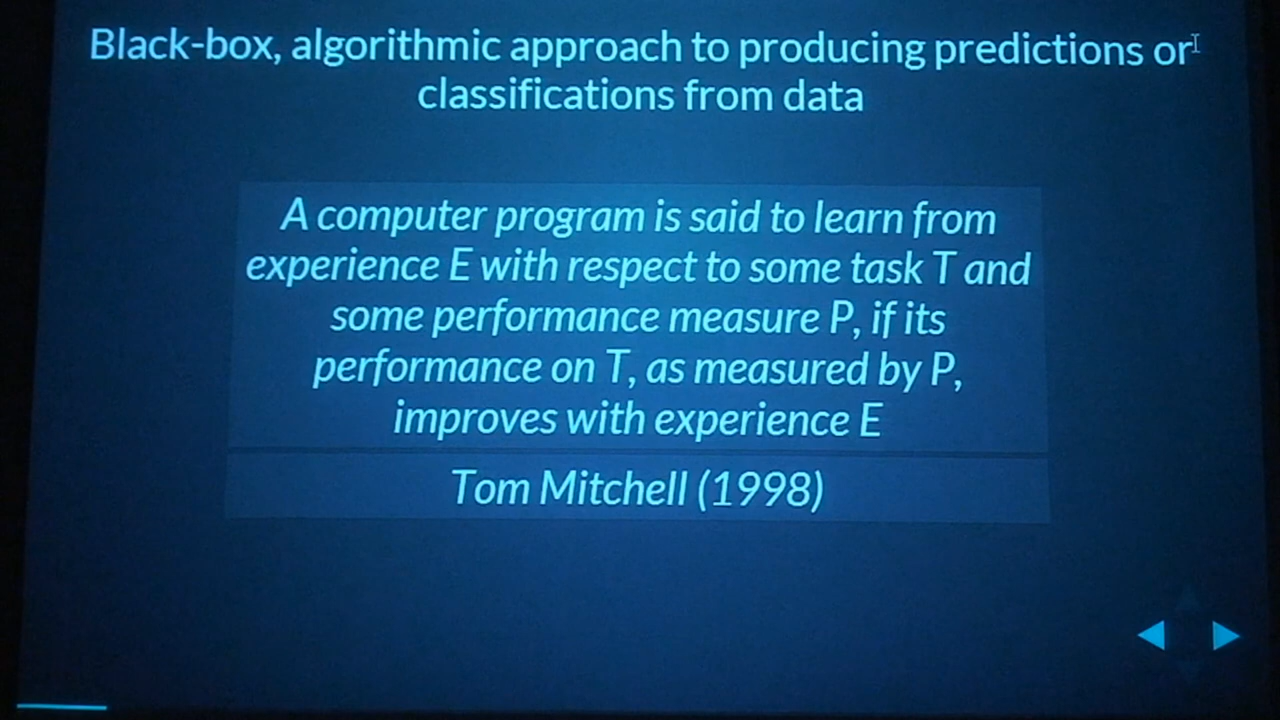 Black-box, algorithmic approach to producing predictions or
classifications from data
A computer program is said to learn from
experience E with respect to some task T and
some performance measure P, if its
performance on T, as measured by P,
improves with experience E
Tom Mitchell (1998)